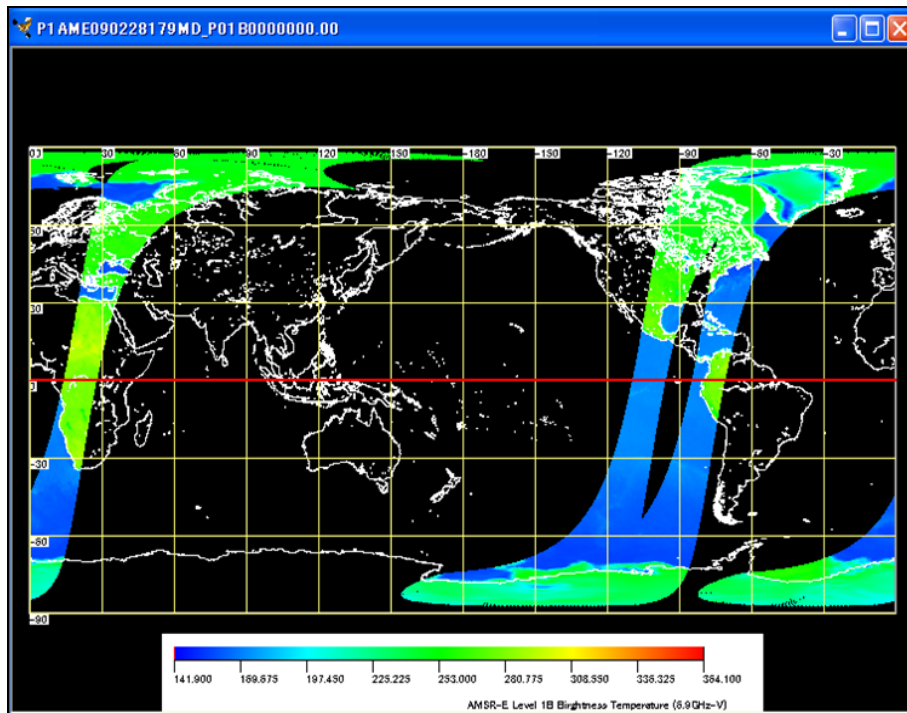 P1AME090228179MD_P01B0000000.00
00 30 60 90 120 150 -180 -150 -120 -90 -60 -30
60
30
0
-30
-60
-90
141.900 169.675 197.450 225.225 253.000 280.775 308.550 336.325 364.100
AMSR-E Level 1B Birghtness Temperature (6.9GHz-V)